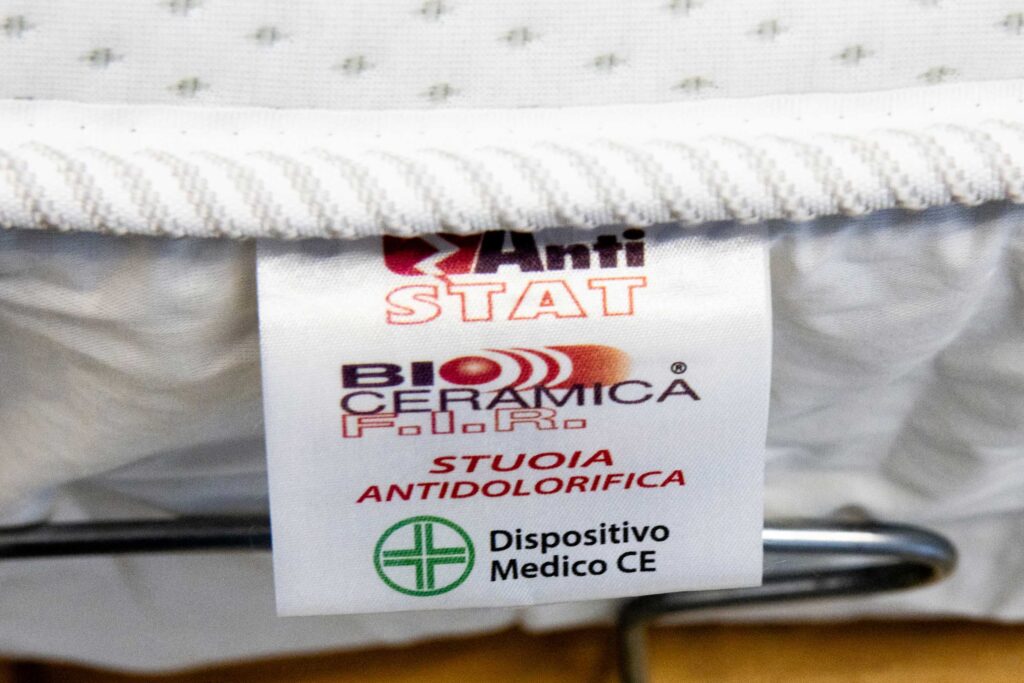 Anti
STAT
BIO
CERAMICA®
F.I.R.
STUOIA
ANTIDOLORIFICA
Dispositivo
Medico CE